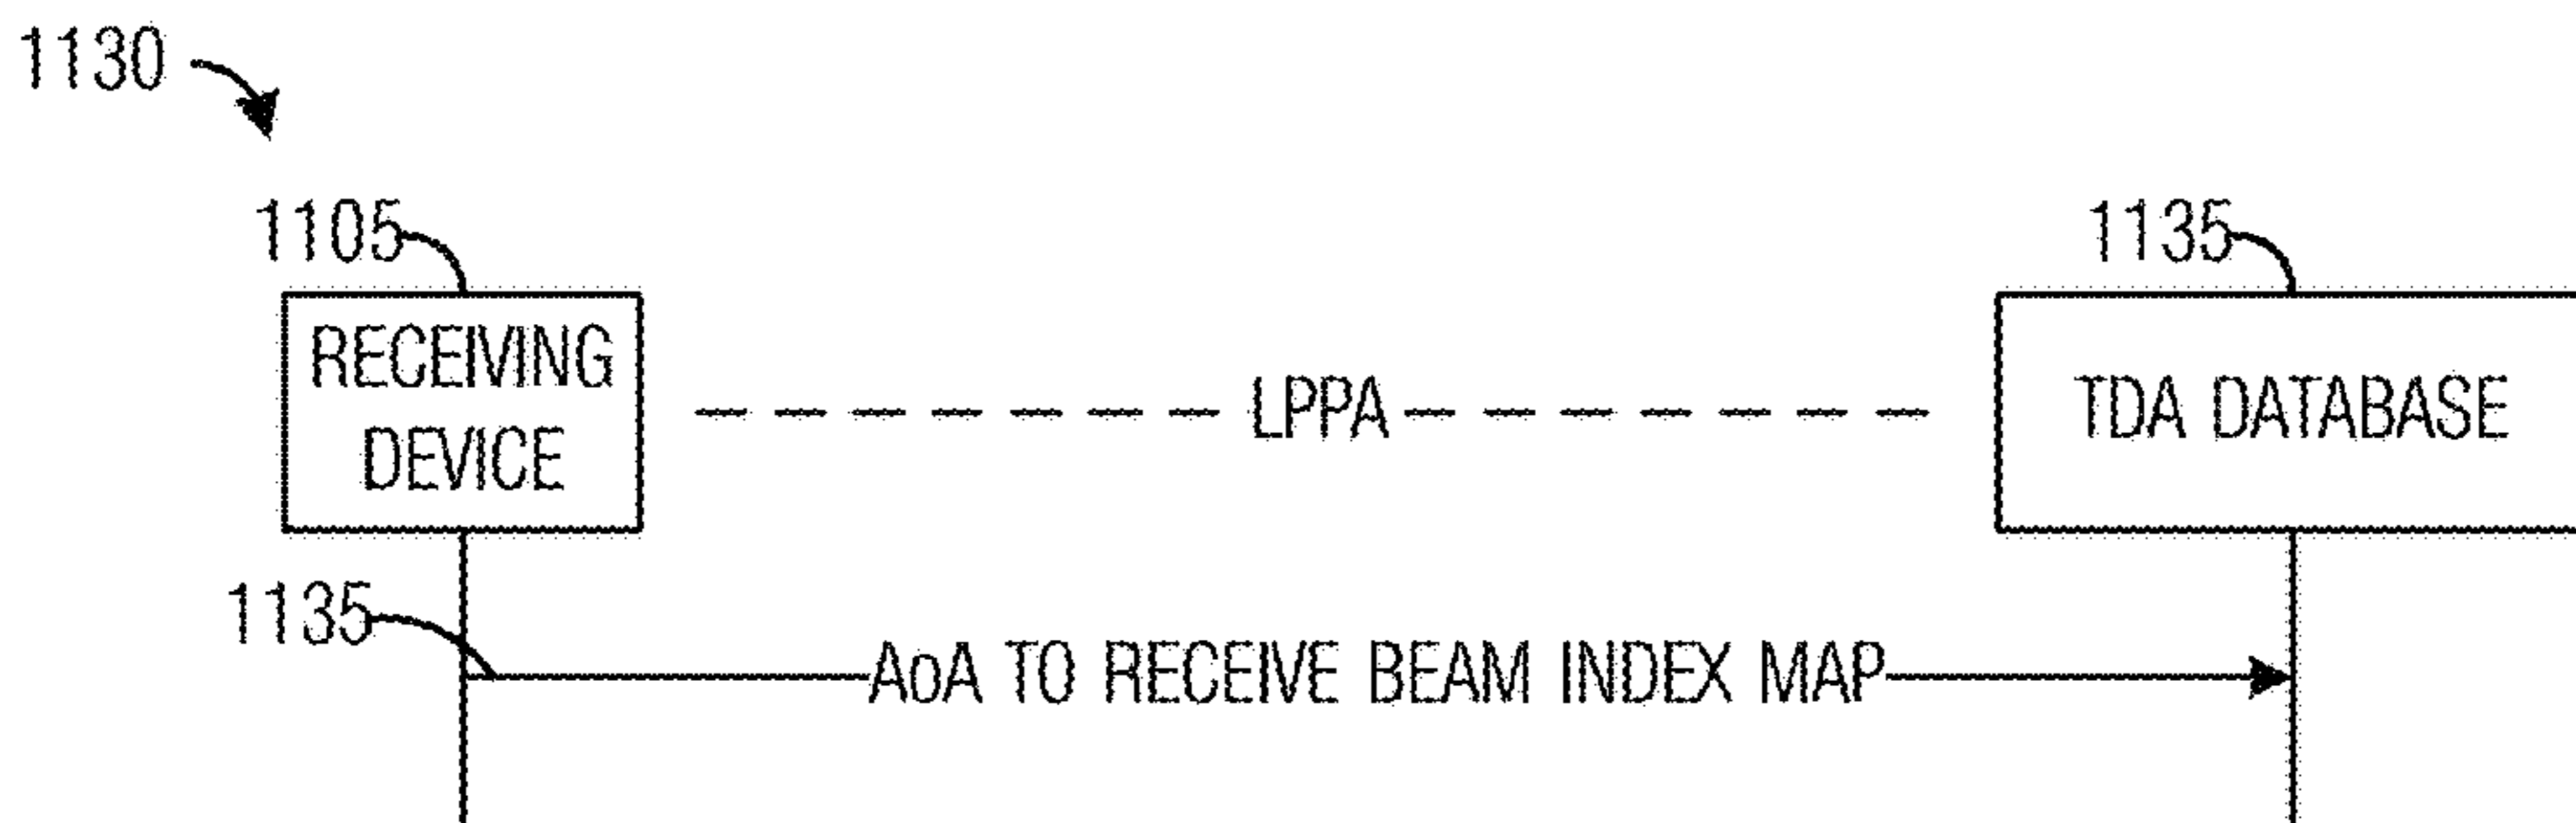 1130
1105
1135
RECEIVING
DEVICE
LPPA
TDA DATABASE
1135
AoA TO RECEIVE BEAM INDEX MAP